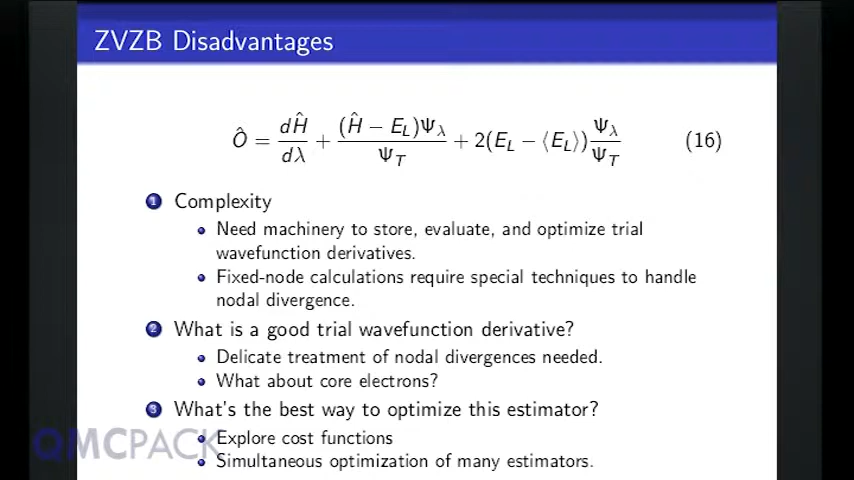 ZVZB Disadvantages
Ô = dĤ/dλ + (Ĥ − E_L)Ψ_λ/Ψ_T + 2(E_L − ⟨E_L⟩)Ψ_λ/Ψ_T (16)
1 Complexity
Need machinery to store, evaluate, and optimize trial
wavefunction derivatives.
Fixed-node calculations require special techniques to handle
nodal divergence.
2 What is a good trial wavefunction derivative?
Delicate treatment of nodal divergences needed.
What about core electrons?
3 What's the best way to optimize this estimator?
Explore cost functions
Simultaneous optimization of many estimators.
QMCPACK